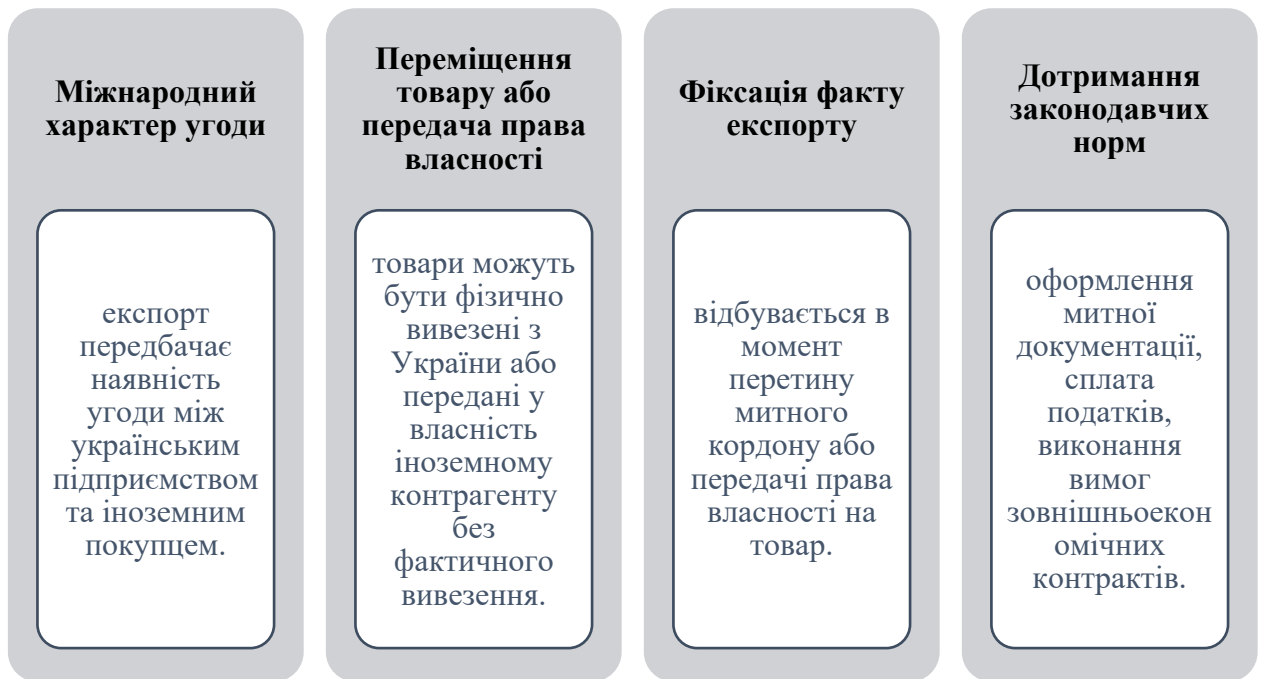 Міжнародний
характер угоди
експорт
передбачає
наявність
угоди між
українським
підприємством
та іноземним
покупцем.
Переміщення
товару або
передача права
власності
товари можуть
бути фізично
вивезені з
України або
передані у
власність
іноземному
контрагенту
без
фактичного
вивезення.
Фіксація факту
експорту
відбувається в
момент
перетину
митного
кордону або
передачі права
власності на
товар.
Дотримання
законодавчих
норм
оформлення
митної
документації,
сплата
податків,
виконання
вимог
зовнішньоекон
омічних
контрактів.